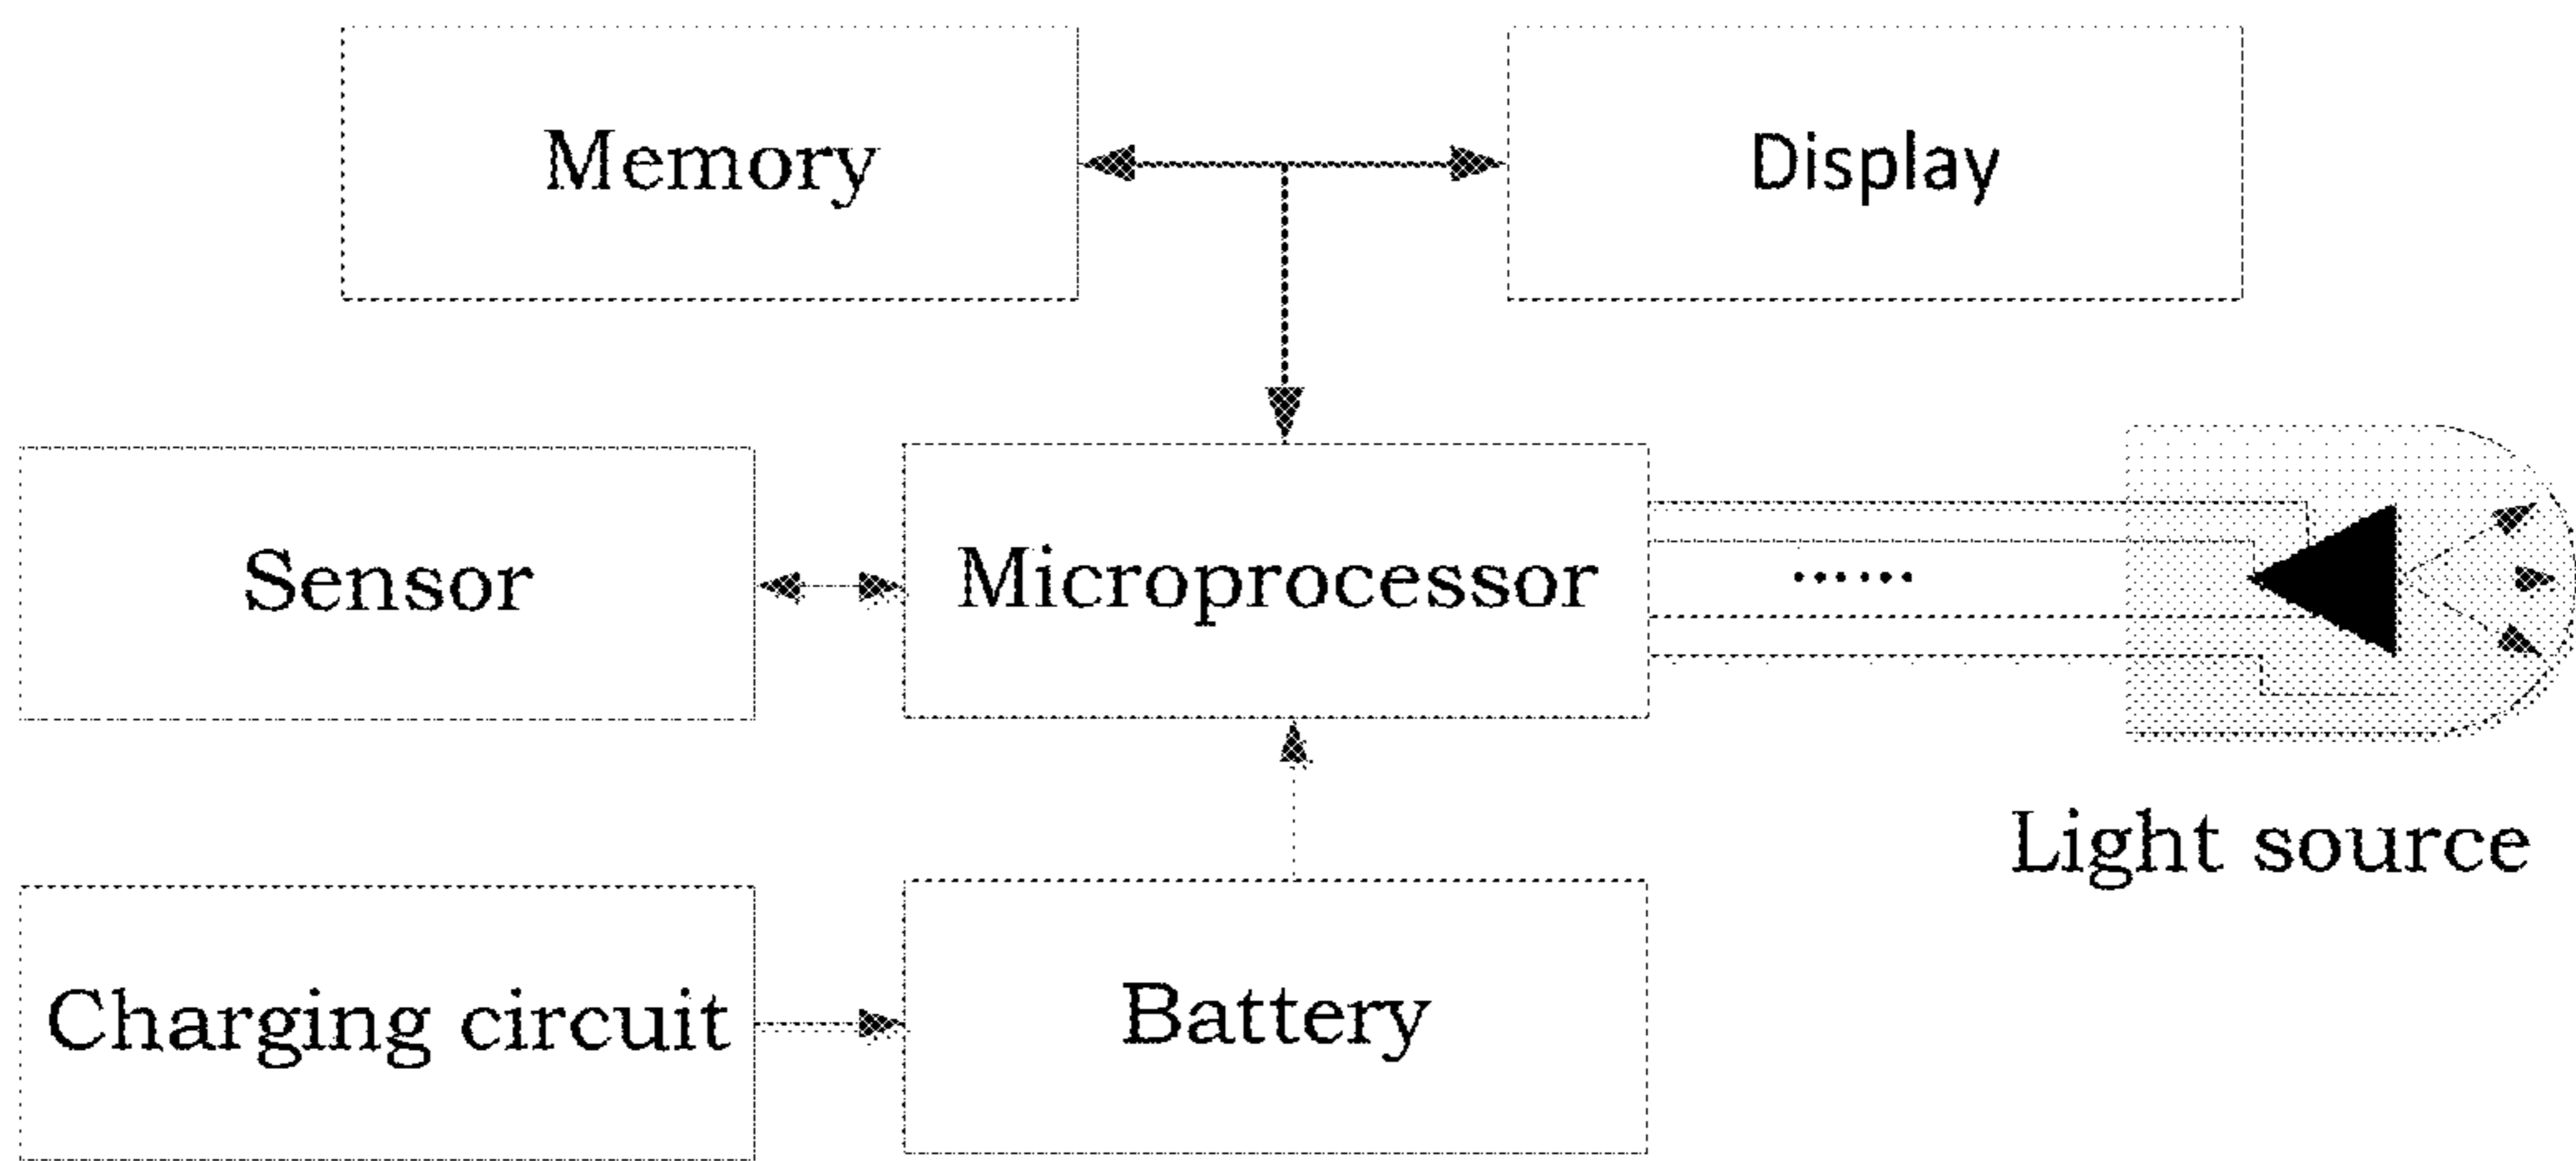 Memory
Display
Sensor
Microprocessor
......
Light source
Charging circuit
Battery